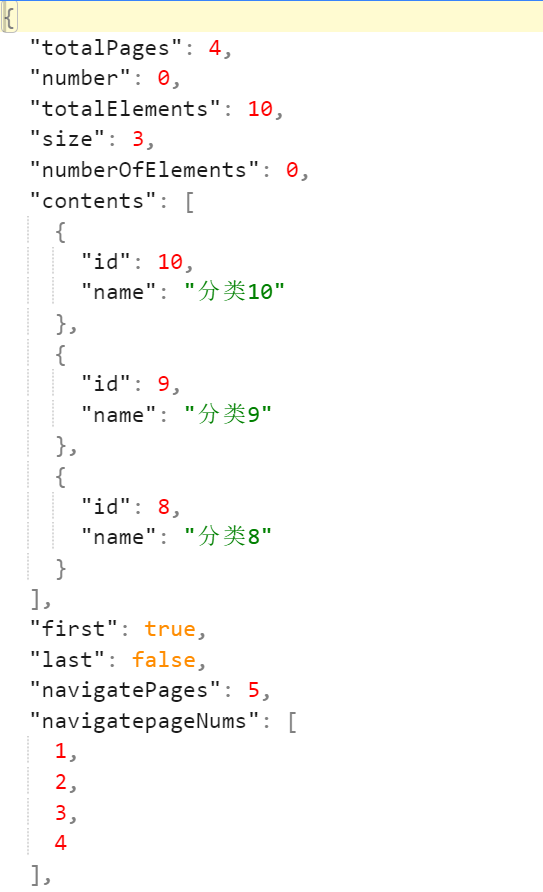 {
"totalPages": 4,
"number": 0,
"totalElements": 10,
"size": 3,
"numberOfElements": 0,
"contents": [
{
"id": 10,
"name": "分类10"
},
{
"id": 9,
"name": "分类9"
},
{
"id": 8,
"name": "分类8"
}
],
"first": true,
"last": false,
"navigatePages": 5,
"navigatepageNums": [
1,
2,
3,
4
],